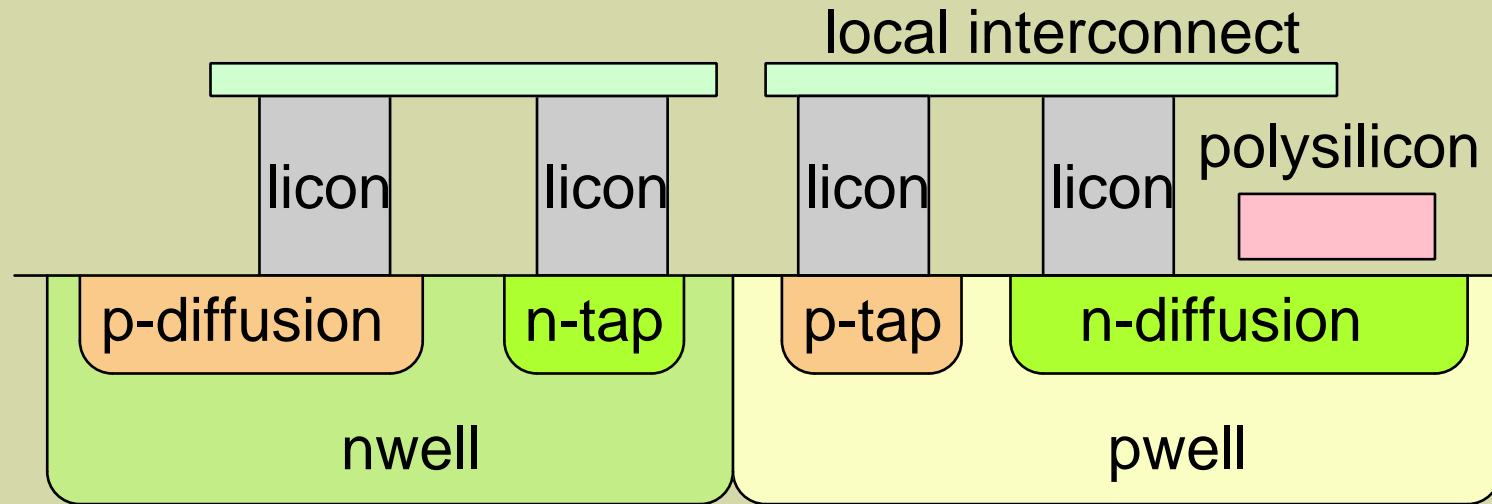 local interconnect
polysilicon
licon
licon
licon
licon
p-diffusion
n-tap
p-tap
n-diffusion
nwell
pwell